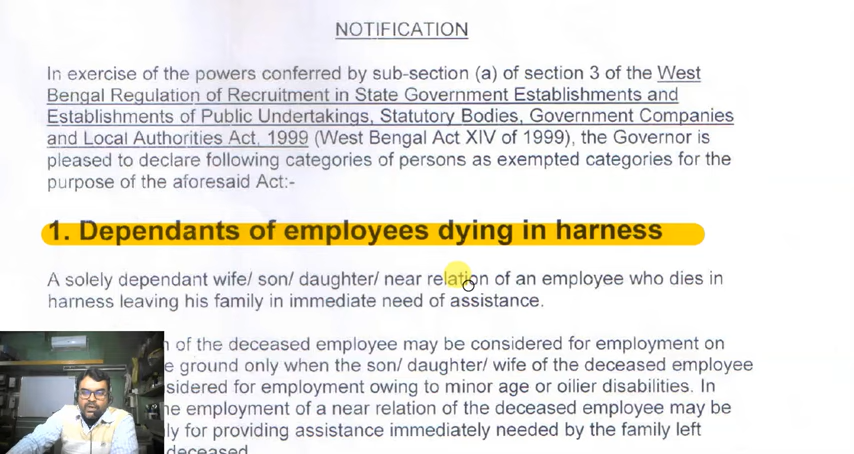 NOTIFICATION
In exercise of the powers conferred by sub-section (a) of section 3 of the West
Bengal Regulation of Recruitment in State Government Establishments and
Establishments of Public Undertakings, Statutory Bodies, Government Companies
and Local Authorities Act, 1999 (West Bengal Act XIV of 1999), the Governor is
pleased to declare following categories of persons as exempted categories for the
purpose of the aforesaid Act:-
1. Dependants of employees dying in harness
A solely dependant wife/ son/ daughter/ near relation of an employee who dies in
harness leaving his family in immediate need of assistance.
of the deceased employee may be considered for employment on
ground only when the son/ daughter/ wife of the deceased employee
for employment owing to minor age or oilier disabilities. In
employment of a near relation of the deceased employee may be
for providing assistance immediately needed by the family left
deceased